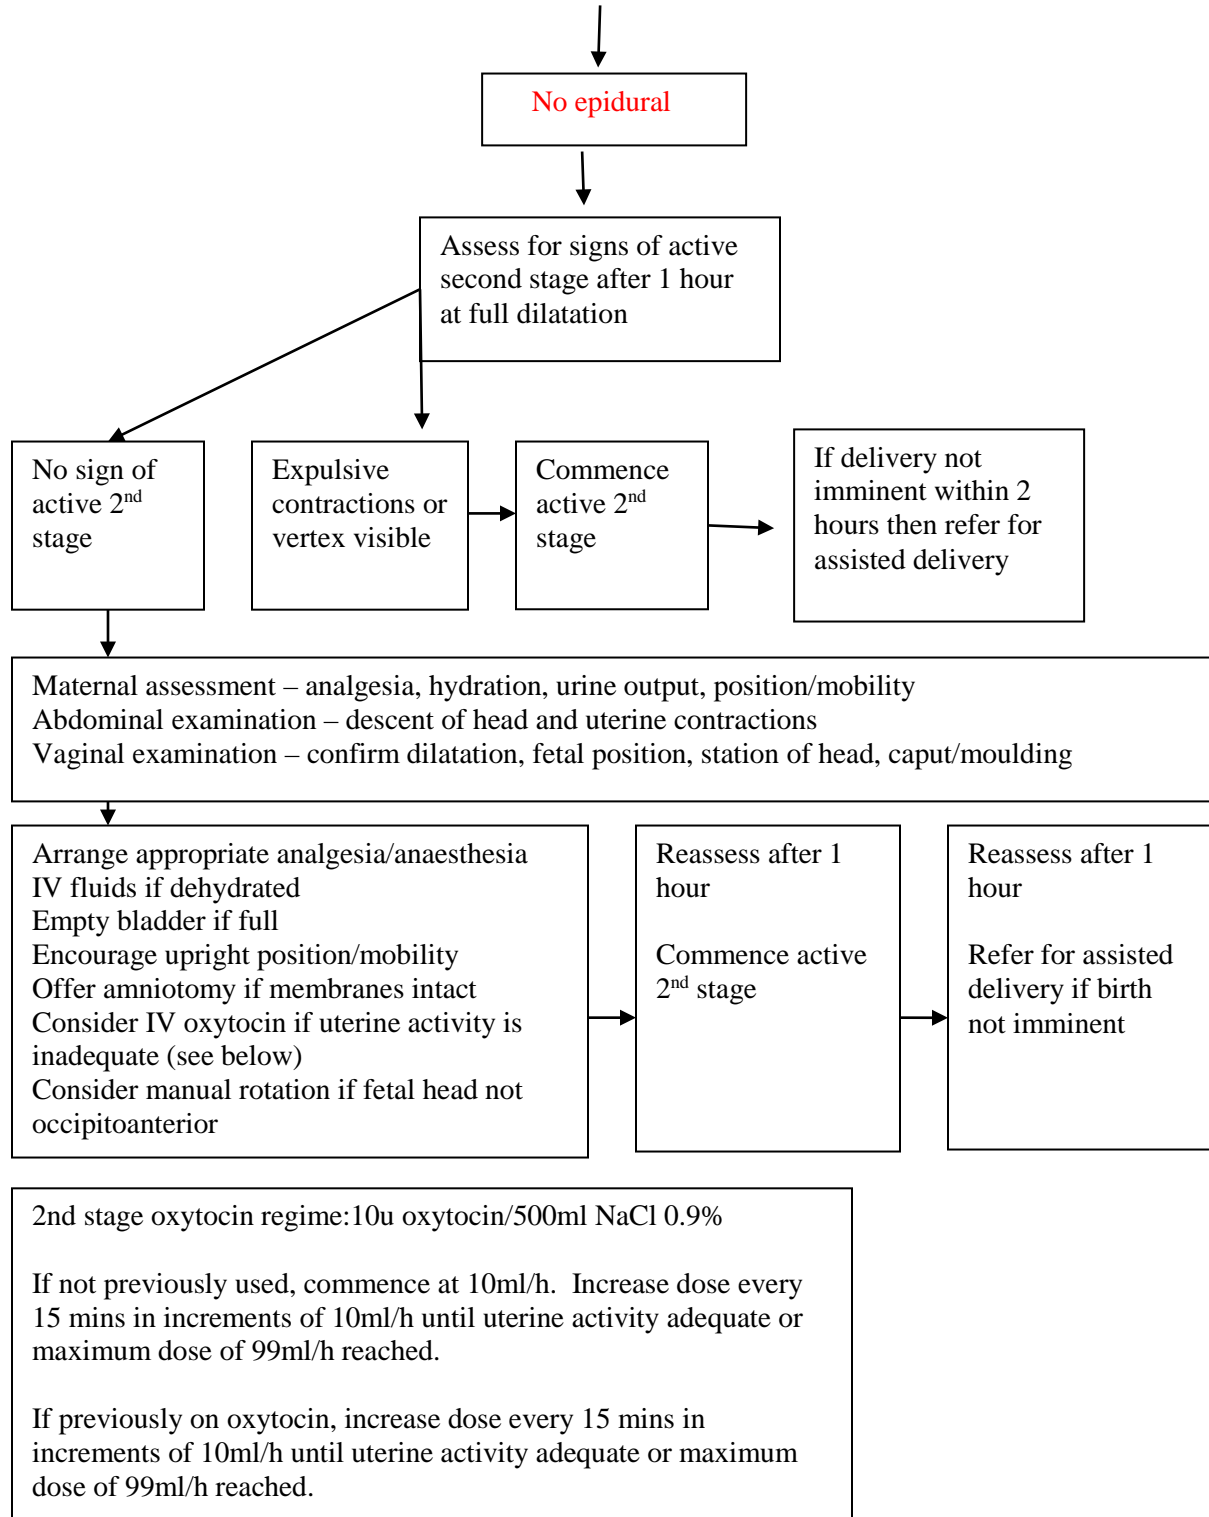 No epidural
Assess for signs of active
second stage after 1 hour
at full dilatation
No sign of
active 2nd
stage
Expulsive
contractions or
vertex visible
Commence
active 2nd
stage
If delivery not
imminent within 2
hours then refer for
assisted delivery
Maternal assessment – analgesia, hydration, urine output, position/mobility
Abdominal examination – descent of head and uterine contractions
Vaginal examination – confirm dilatation, fetal position, station of head, caput/moulding
Arrange appropriate analgesia/anaesthesia
IV fluids if dehydrated
Empty bladder if full
Encourage upright position/mobility
Offer amniotomy if membranes intact
Consider IV oxytocin if uterine activity is
inadequate (see below)
Consider manual rotation if fetal head not
occipitoanterior
Reassess after 1
hour
Commence active
2nd stage
Reassess after 1
hour
Refer for assisted
delivery if birth
not imminent
2nd stage oxytocin regime:10u oxytocin/500ml NaCl 0.9%
If not previously used, commence at 10ml/h.  Increase dose every
15 mins in increments of 10ml/h until uterine activity adequate or
maximum dose of 99ml/h reached.
If previously on oxytocin, increase dose every 15 mins in
increments of 10ml/h until uterine activity adequate or maximum
dose of 99ml/h reached.